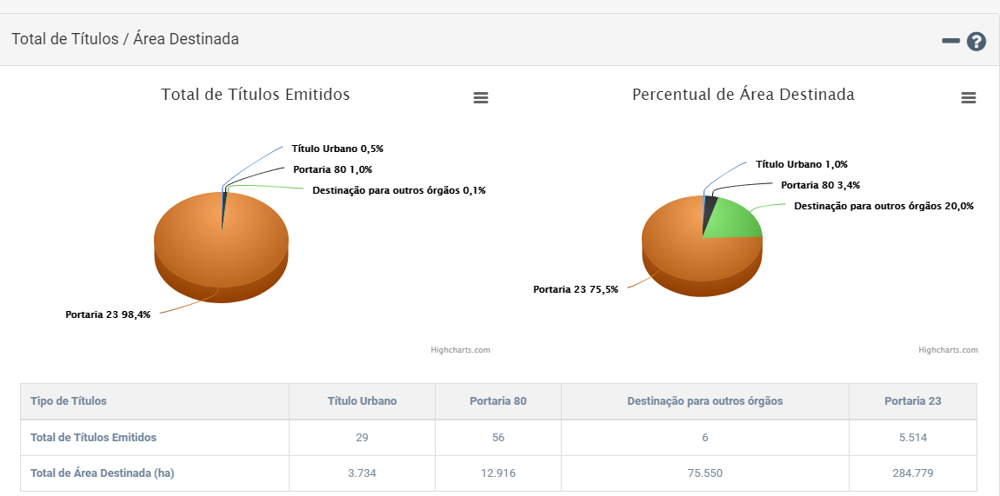 Total de Títulos / Área Destinada
Total de Títulos Emitidos
Título Urbano 0,5%
Portaria 80 1,0%
Destinação para outros órgãos 0,1%
Portaria 23 98,4%
Highcharts.com
Percentual de Área Destinada
Título Urbano 1,0%
Portaria 80 3,4%
Destinação para outros órgãos 20,0%
Portaria 23 75,5%
Highcharts.com
Tipo de Títulos Título Urbano Portaria 80 Destinação para outros órgãos Portaria 23
Total de Títulos Emitidos 29 56 6 5.514
Total de Área Destinada (ha) 3.734 12.916 75.550 284.779